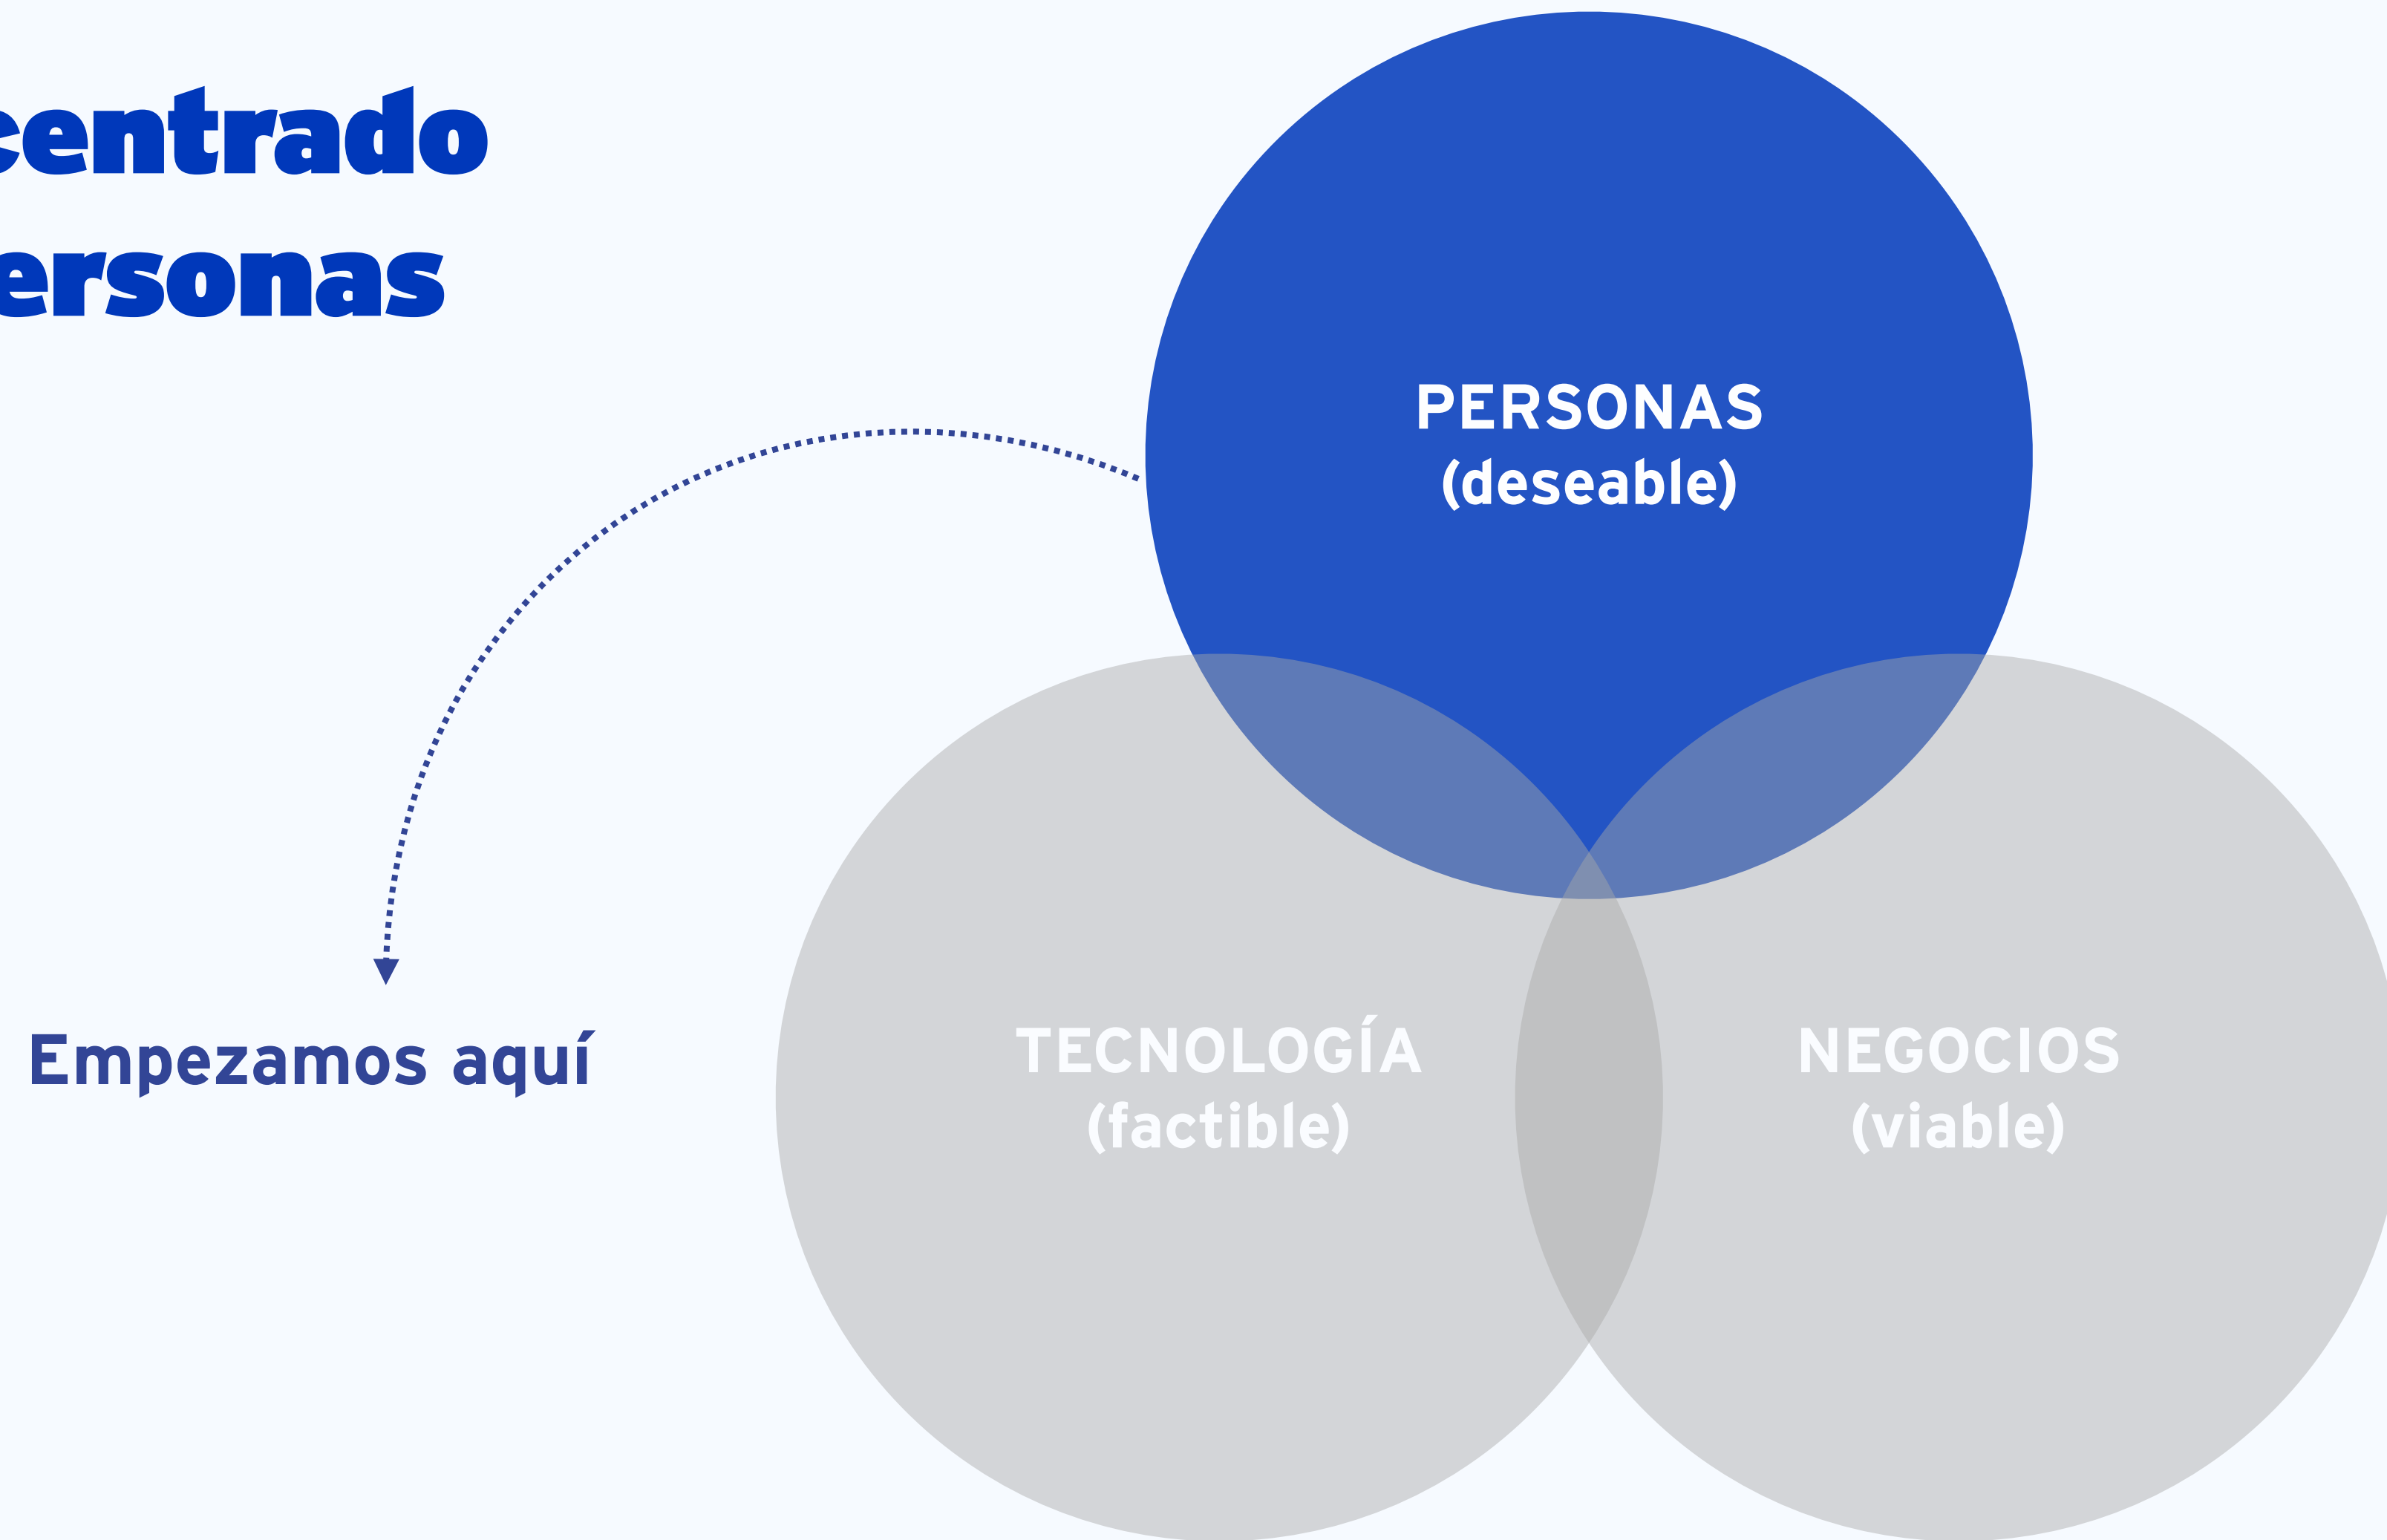 centrado
ersonas
PERSONAS
(deseable)
Empezamos aquí
TECNOLOGÍA
(factible)
NEGOCIOS
(viable)